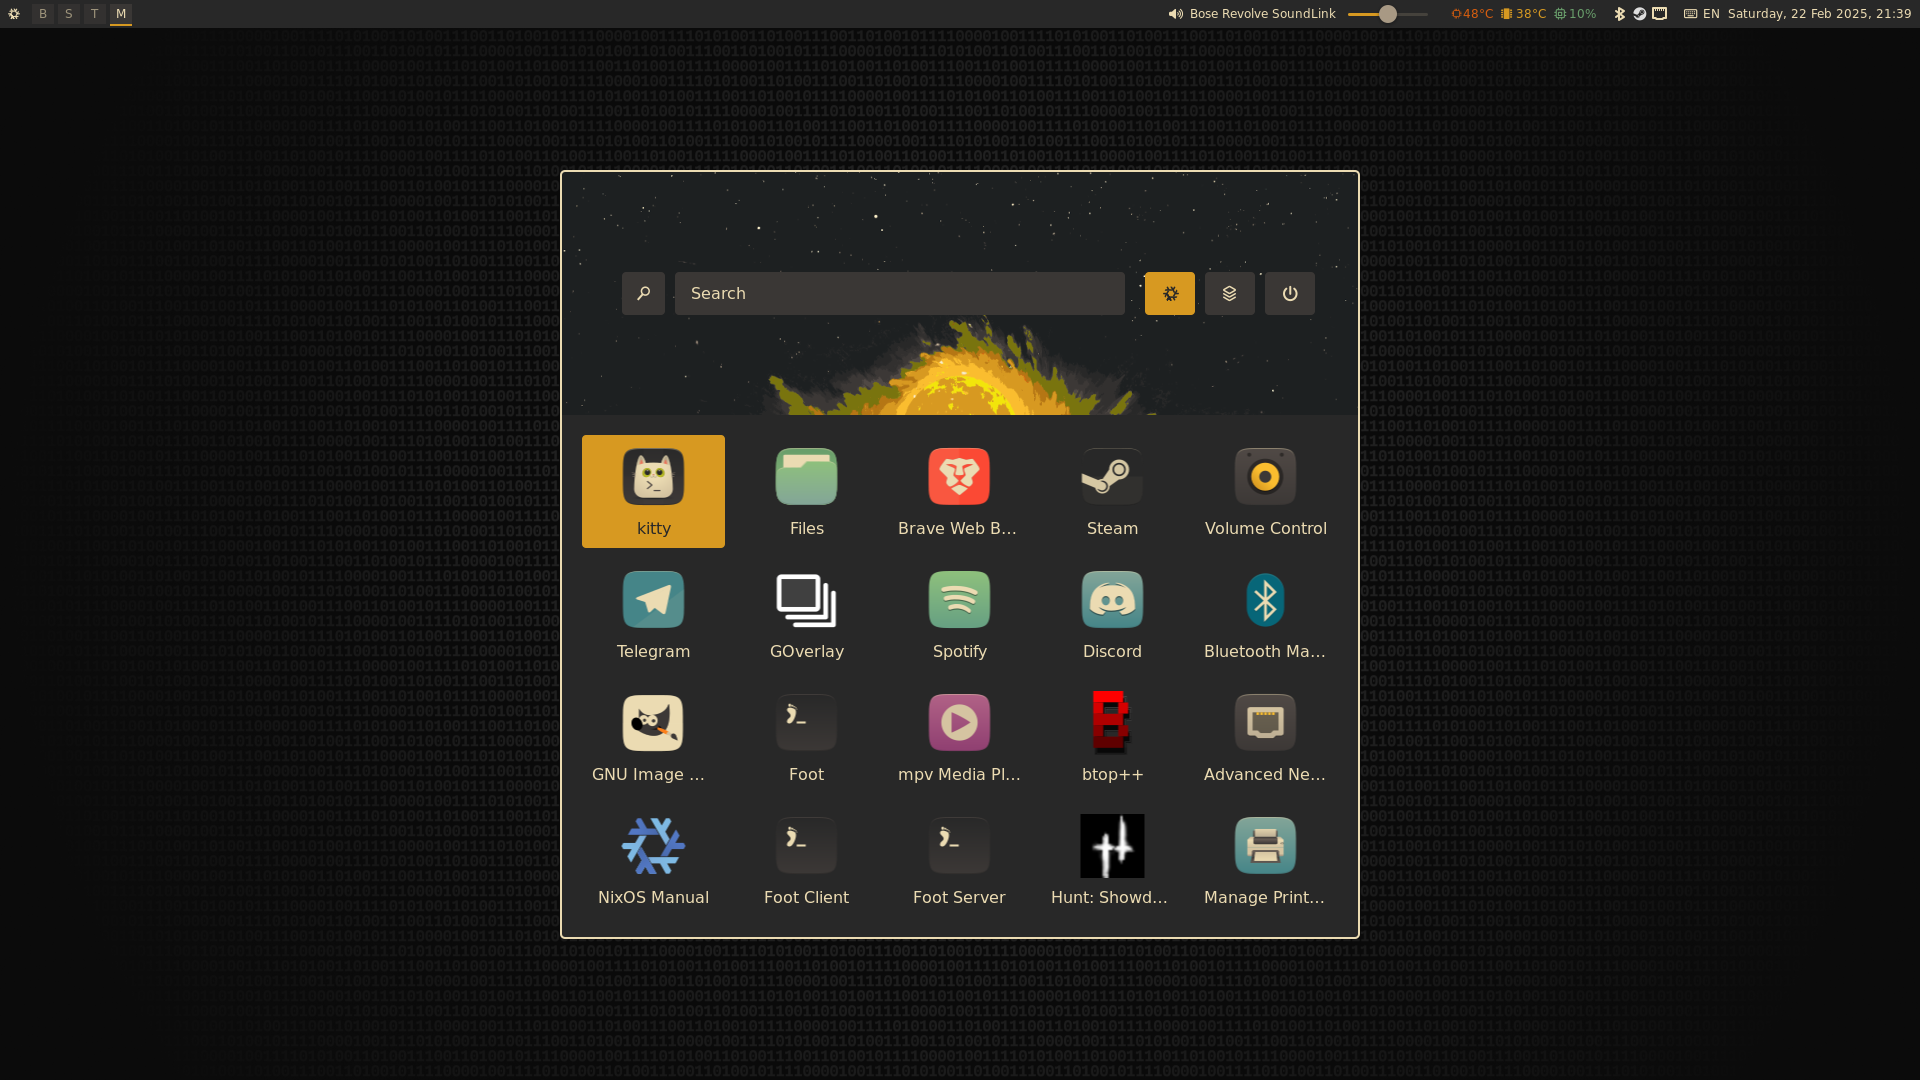 B S T M Bose Revolve SoundLink 48°C 38°C 10% EN Saturday, 22 Feb 2025, 21:39
Search
kitty Files Brave Web B... Steam Volume Control
Telegram GOverlay Spotify Discord Bluetooth Ma...
GNU Image ... Foot mpv Media Pl... btop++ Advanced Ne...
NixOS Manual Foot Client Foot Server Hunt: Showd... Manage Print...